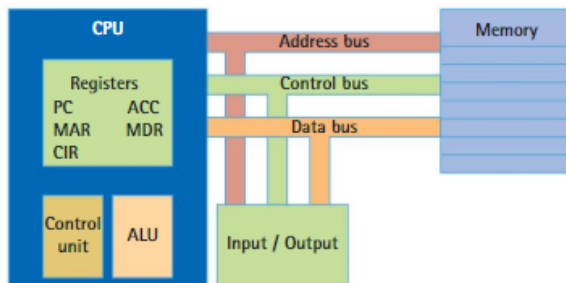 CPU
Registers
PC ACC
MAR MDR
CIR
Control
unit
ALU
Address bus
Control bus
Data bus
Input / Output
Memory